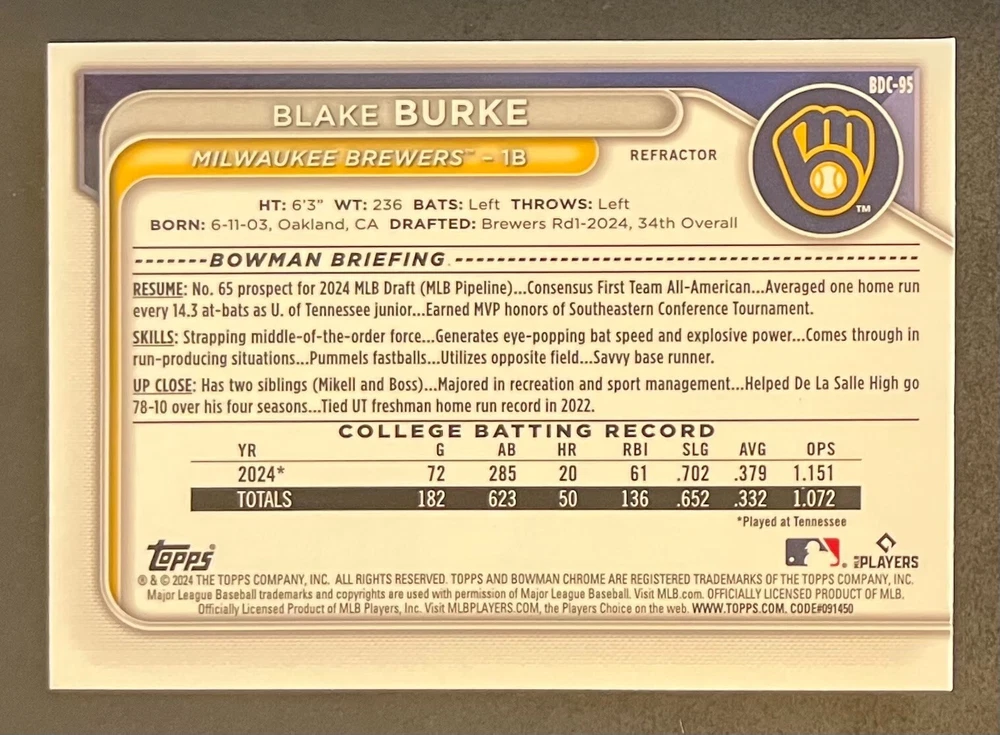 BDC-95
BLAKE BURKE
MILWAUKEE BREWERS™ - 1B
REFRACTOR
TM
HT: 6'3" WT: 236 BATS: Left THROWS: Left
BORN: 6-11-03, Oakland, CA DRAFTED: Brewers Rd1-2024, 34th Overall
BOWMAN BRIEFING
RESUME: No. 65 prospect for 2024 MLB Draft (MLB Pipeline)...Consensus First Team All-American...Averaged one home run
every 14.3 at-bats as U. of Tennessee junior...Earned MVP honors of Southeastern Conference Tournament.
SKILLS: Strapping middle-of-the-order force...Generates eye-popping bat speed and explosive power...Comes through in
run-producing situations...Pummels fastballs...Utilizes opposite field...Savvy base runner.
UP CLOSE: Has two siblings (Mikell and Boss)...Majored in recreation and sport management...Helped De La Salle High go
78-10 over his four seasons...Tied UT freshman home run record in 2022.
COLLEGE BATTING RECORD
YR G AB HR RBI SLG AVG OPS
2024* 72 285 20 61 .702 .379 1.151
TOTALS 182 623 50 136 .652 .332 1.072
*Played at Tennessee
Topps®
MLB PLAYERS
® & © 2024 THE TOPPS COMPANY, INC. ALL RIGHTS RESERVED. TOPPS AND BOWMAN CHROME ARE REGISTERED TRADEMARKS OF THE TOPPS COMPANY, INC.
Major League Baseball trademarks and copyrights are used with permission of Major League Baseball. Visit MLB.com. OFFICIALLY LICENSED PRODUCT OF MLB.
Officially Licensed Product of MLB Players, Inc. Visit MLBPLAYERS.COM, the Players Choice on the web. WWW.TOPPS.COM. CODE#091450